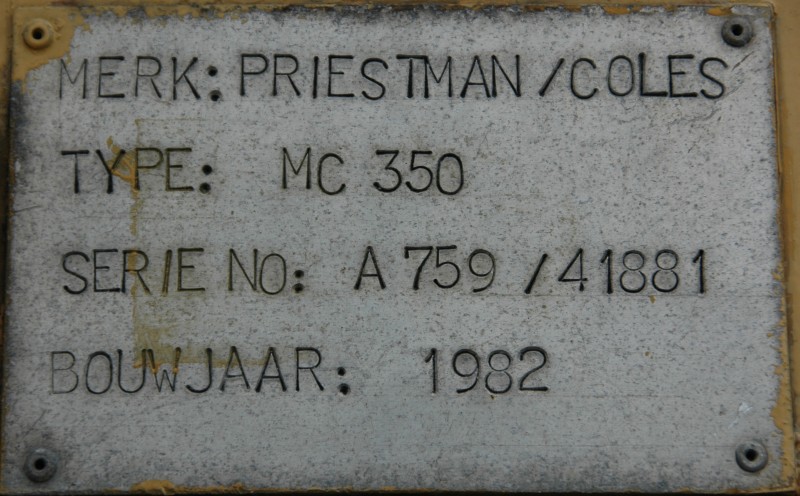 MERK: PRIESTMAN /COLES
TYPE: MC 350
SERIE NO: A 759 /41881
BOUWJAAR: 1982